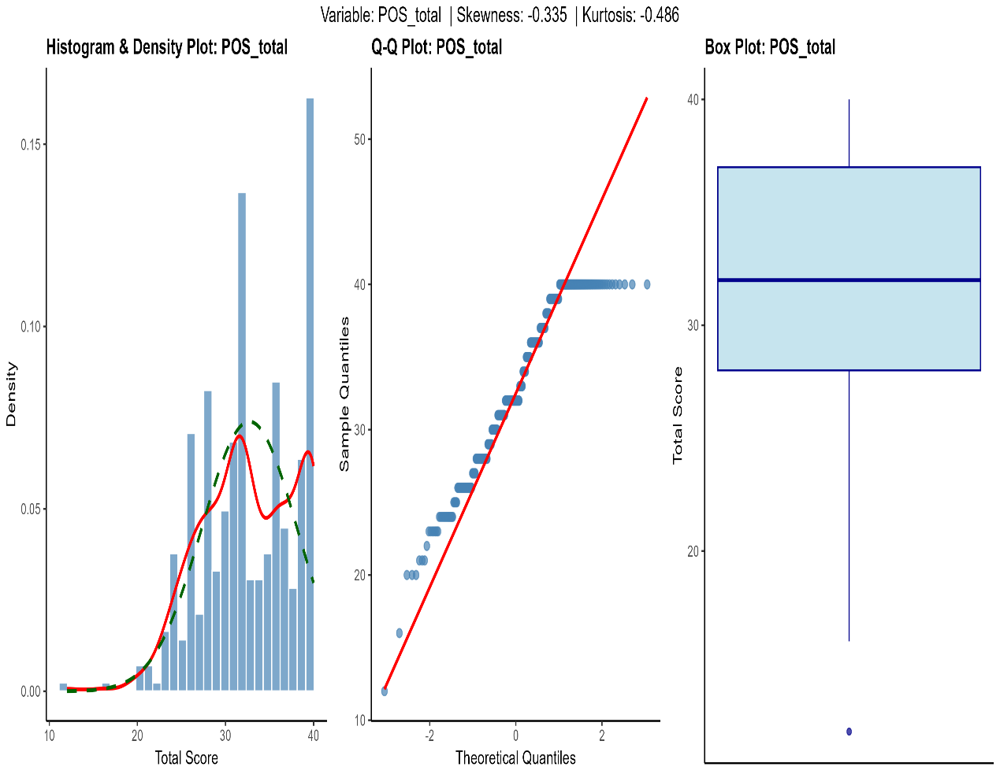 Variable: POS_total | Skewness: -0.335 | Kurtosis: -0.486
Histogram & Density Plot: POS_total
Density
0.15
0.10
0.05
0.00
10 20 30 40
Total Score
Q-Q Plot: POS_total
Sample Quantiles
50
40
30
20
10
-2 0 2
Theoretical Quantiles
Box Plot: POS_total
Total Score
40
30
20